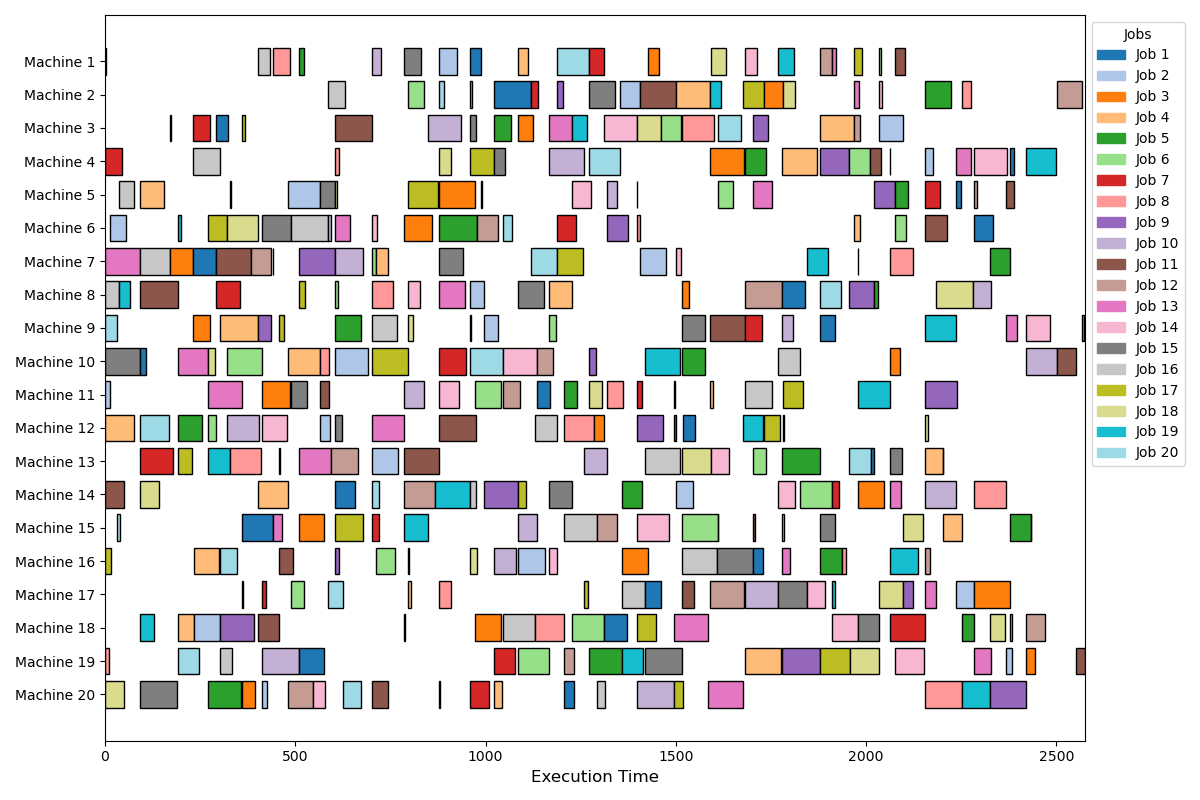 Machine 1
Machine 2
Machine 3
Machine 4
Machine 5
Machine 6
Machine 7
Machine 8
Machine 9
Machine 10
Machine 11
Machine 12
Machine 13
Machine 14
Machine 15
Machine 16
Machine 17
Machine 18
Machine 19
Machine 20
0 500 1000 1500 2000 2500
Execution Time
Jobs
Job 1
Job 2
Job 3
Job 4
Job 5
Job 6
Job 7
Job 8
Job 9
Job 10
Job 11
Job 12
Job 13
Job 14
Job 15
Job 16
Job 17
Job 18
Job 19
Job 20